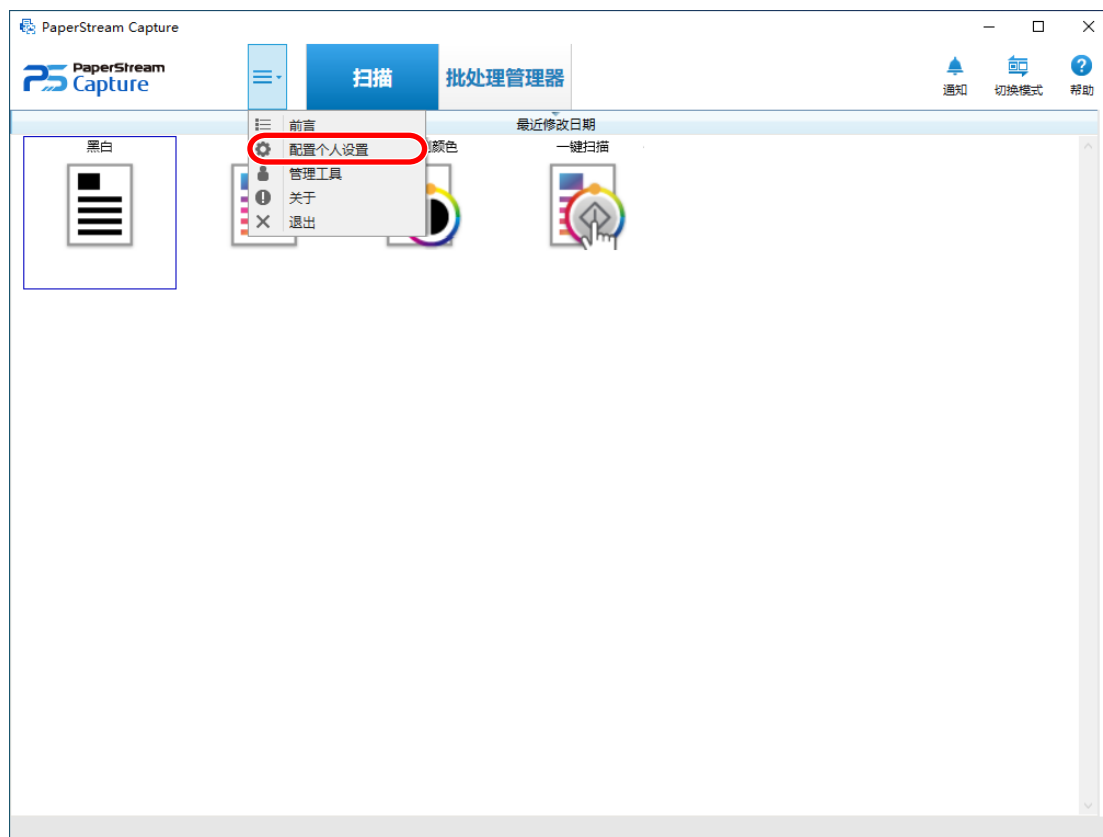 PaperStream Capture
PaperStream
Capture
扫描
批处理管理器
通知
切换模式
帮助
最近修改日期
前言
配置个人设置
管理工具
关于
退出
黑白
颜色
一键扫描